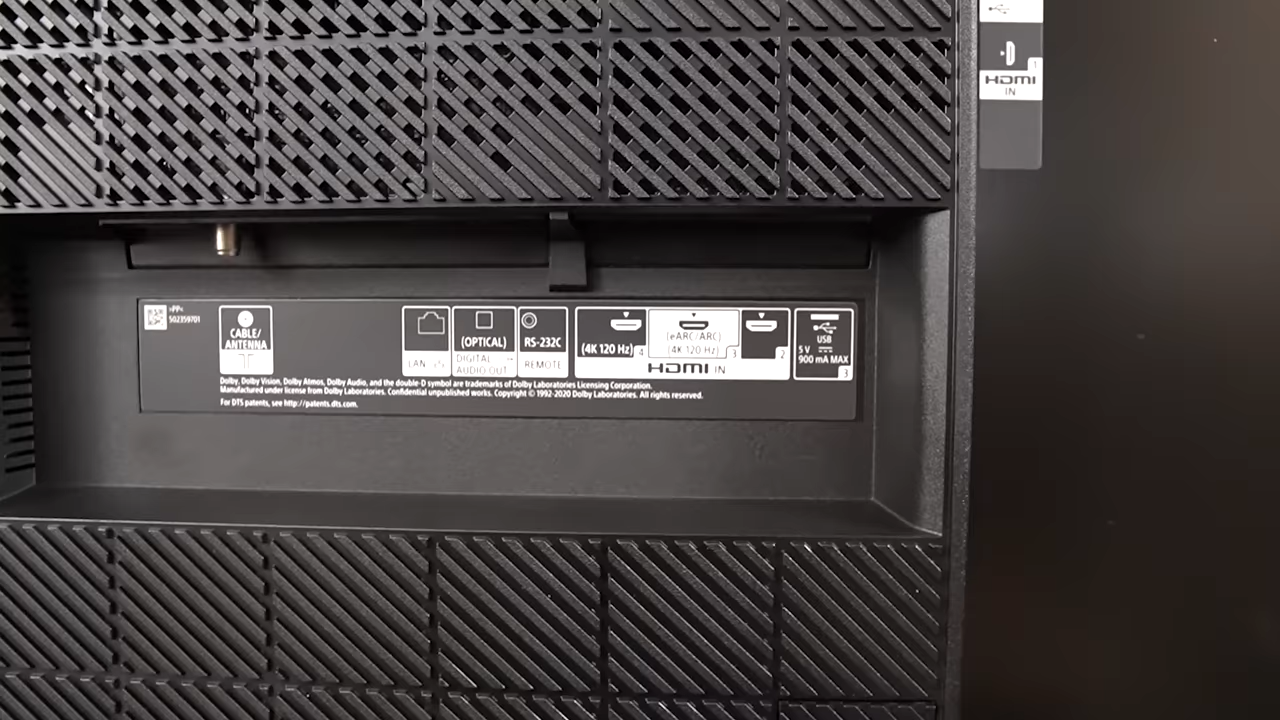 1
HDMI
IN
>PP<
502359701
CABLE/
ANTENNA
LAN
(OPTICAL)
DIGITAL
AUDIO OUT
RS-232C
REMOTE
(4K 120 Hz) 4
(eARC/ARC)
(4K 120 Hz) 3
2
HDMI IN
USB
5 V
900 mA MAX
3
Dolby, Dolby Vision, Dolby Atmos, Dolby Audio, and the double-D symbol are trademarks of Dolby Laboratories Licensing Corporation.
Manufactured under license from Dolby Laboratories. Confidential unpublished works. Copyright © 1992-2020 Dolby Laboratories. All rights reserved.
For DTS patents, see http://patents.dts.com.